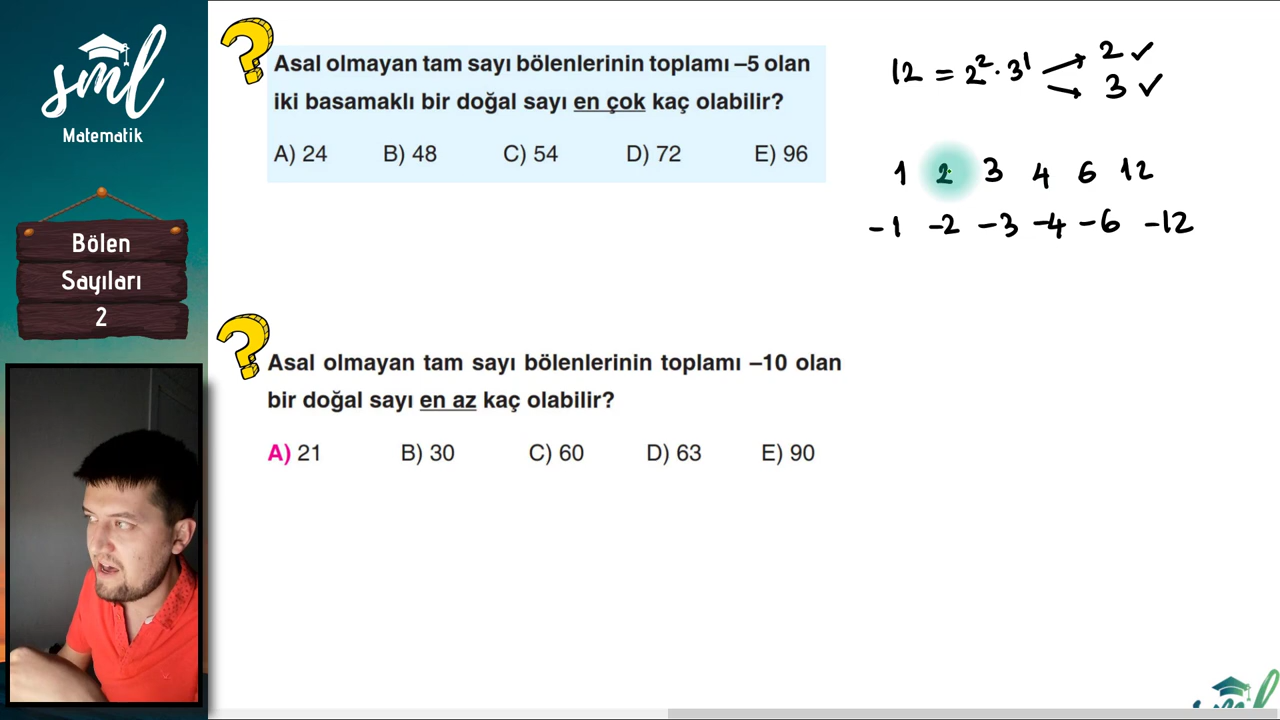 sml
Matematik
Bölen
Sayıları
2
Asal olmayan tam sayı bölenlerinin toplamı –5 olan
iki basamaklı bir doğal sayı en çok kaç olabilir?
A) 24 B) 48 C) 54 D) 72 E) 96
12 = 2² · 3¹ → 2 ✓
→ 3 ✓
1 2 3 4 6 12
-1 -2 -3 -4 -6 -12
Asal olmayan tam sayı bölenlerinin toplamı –10 olan
bir doğal sayı en az kaç olabilir?
A) 21 B) 30 C) 60 D) 63 E) 90